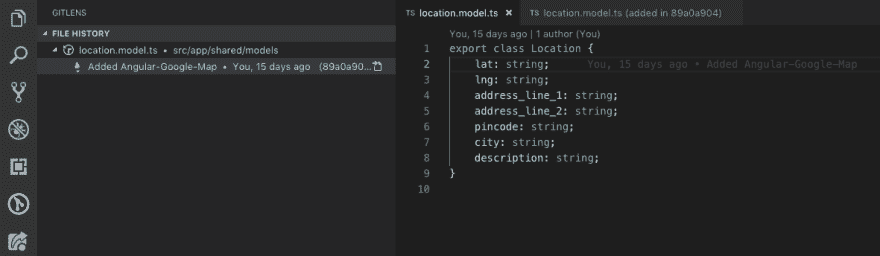 GITLENS
FILE HISTORY
location.model.ts • src/app/shared/models
Added Angular-Google-Map • You, 15 days ago (89a0a90...
TS location.model.ts ×
TS location.model.ts (added in 89a0a904)
You, 15 days ago | 1 author (You)
1 export class Location {
2 lat: string; You, 15 days ago • Added Angular-Google-Map
3 lng: string;
4 address_line_1: string;
5 address_line_2: string;
6 pincode: string;
7 city: string;
8 description: string;
9 }
10